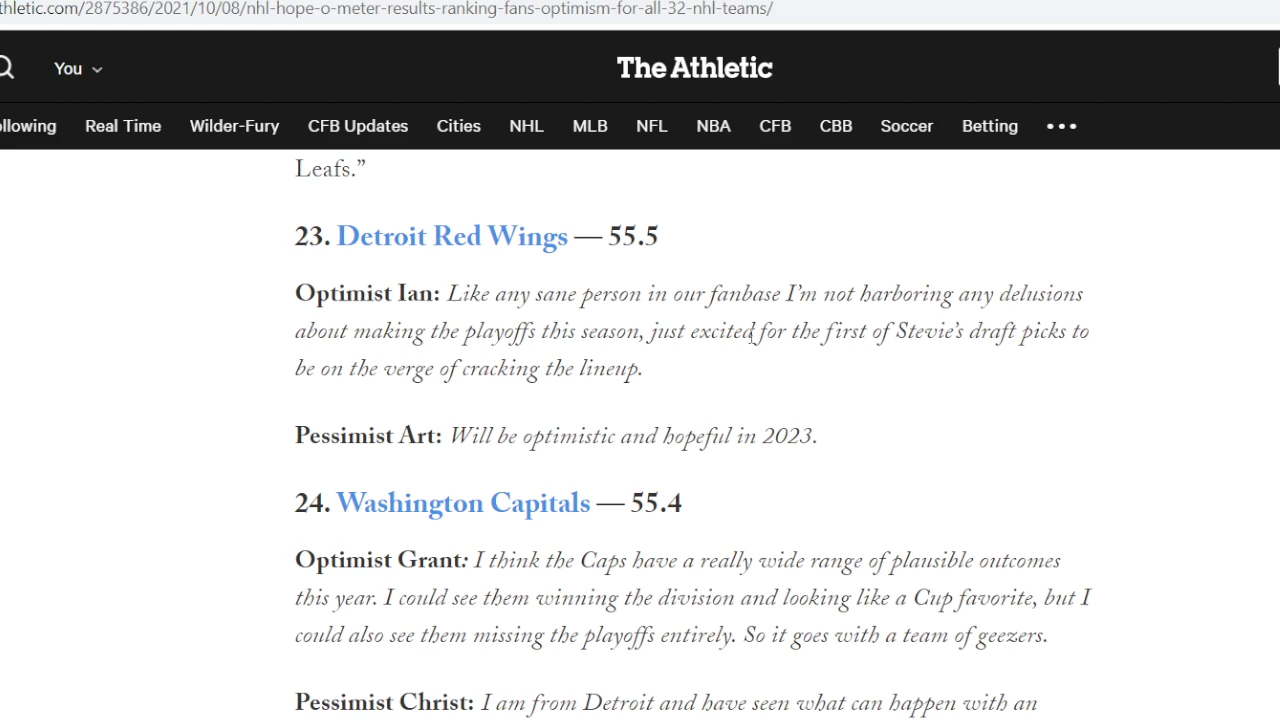 thletic.com/2875386/2021/10/08/nhl-hope-o-meter-results-ranking-fans-optimism-for-all-32-nhl-teams/
You The Athletic
ollowing Real Time Wilder-Fury CFB Updates Cities NHL MLB NFL NBA CFB CBB Soccer Betting •••
Leafs.”
23. Detroit Red Wings — 55.5
Optimist Ian: Like any sane person in our fanbase I’m not harboring any delusions
about making the playoffs this season, just excited for the first of Stevie’s draft picks to
be on the verge of cracking the lineup.
Pessimist Art: Will be optimistic and hopeful in 2023.
24. Washington Capitals — 55.4
Optimist Grant: I think the Caps have a really wide range of plausible outcomes
this year. I could see them winning the division and looking like a Cup favorite, but I
could also see them missing the playoffs entirely. So it goes with a team of geezers.
Pessimist Christ: I am from Detroit and have seen what can happen with an